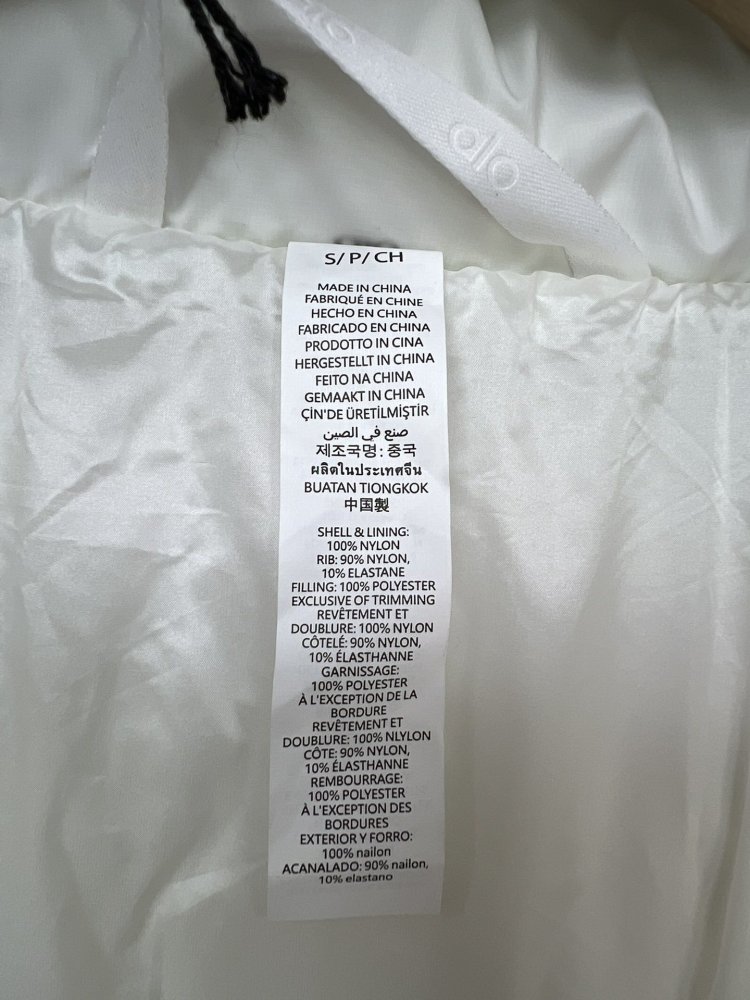 alo
S/ P/ CH
MADE IN CHINA
FABRIQUÉ EN CHINE
HECHO EN CHINA
FABRICADO EN CHINA
PRODOTTO IN CINA
HERGESTELLT IN CHINA
FEITO NA CHINA
GEMAAKT IN CHINA
ÇİN'DE ÜRETİLMİŞTİR
صنع في الصين
제조국명: 중국
ผลิตในประเทศจีน
BUATAN TIONGKOK
中国製
SHELL & LINING:
100% NYLON
RIB: 90% NYLON,
10% ELASTANE
FILLING: 100% POLYESTER
EXCLUSIVE OF TRIMMING
REVÊTEMENT ET
DOUBLURE: 100% NYLON
CÔTELÉ: 90% NYLON,
10% ÉLASTHANNE
GARNISSAGE:
100% POLYESTER
À L'EXCEPTION DE LA
BORDURE
REVÊTEMENT ET
DOUBLURE: 100% NLYLON
CÔTE: 90% NYLON,
10% ÉLASTHANNE
REMBOURRAGE:
100% POLYESTER
À L'EXCEPTION DES
BORDURES
EXTERIOR Y FORRO:
100% nailon
ACANALADO: 90% nailon,
10% elastano